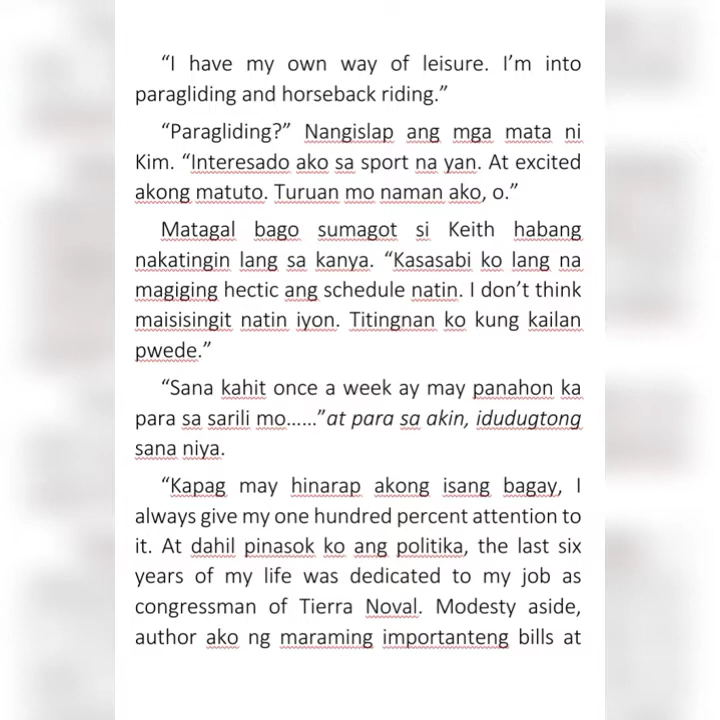 “I have my own way of leisure. I’m into
paragliding and horseback riding.”
“Paragliding?” Nangislap ang mga mata ni
Kim. “Interesado ako sa sport na yan. At excited
akong matuto. Turuan mo naman ako, o.”
Matagal bago sumagot si Keith habang
nakatingin lang sa kanya. “Kasasabi ko lang na
magiging hectic ang schedule natin. I don’t think
maisisingit natin iyon. Titingnan ko kung kailan
pwede.”
“Sana kahit once a week ay may panahon ka
para sa sarili mo……”at para sa akin, idudugtong
sana niya.
“Kapag may hinarap akong isang bagay, I
always give my one hundred percent attention to
it. At dahil pinasok ko ang politika, the last six
years of my life was dedicated to my job as
congressman of Tierra Noval. Modesty aside,
author ako ng maraming importanteng bills at